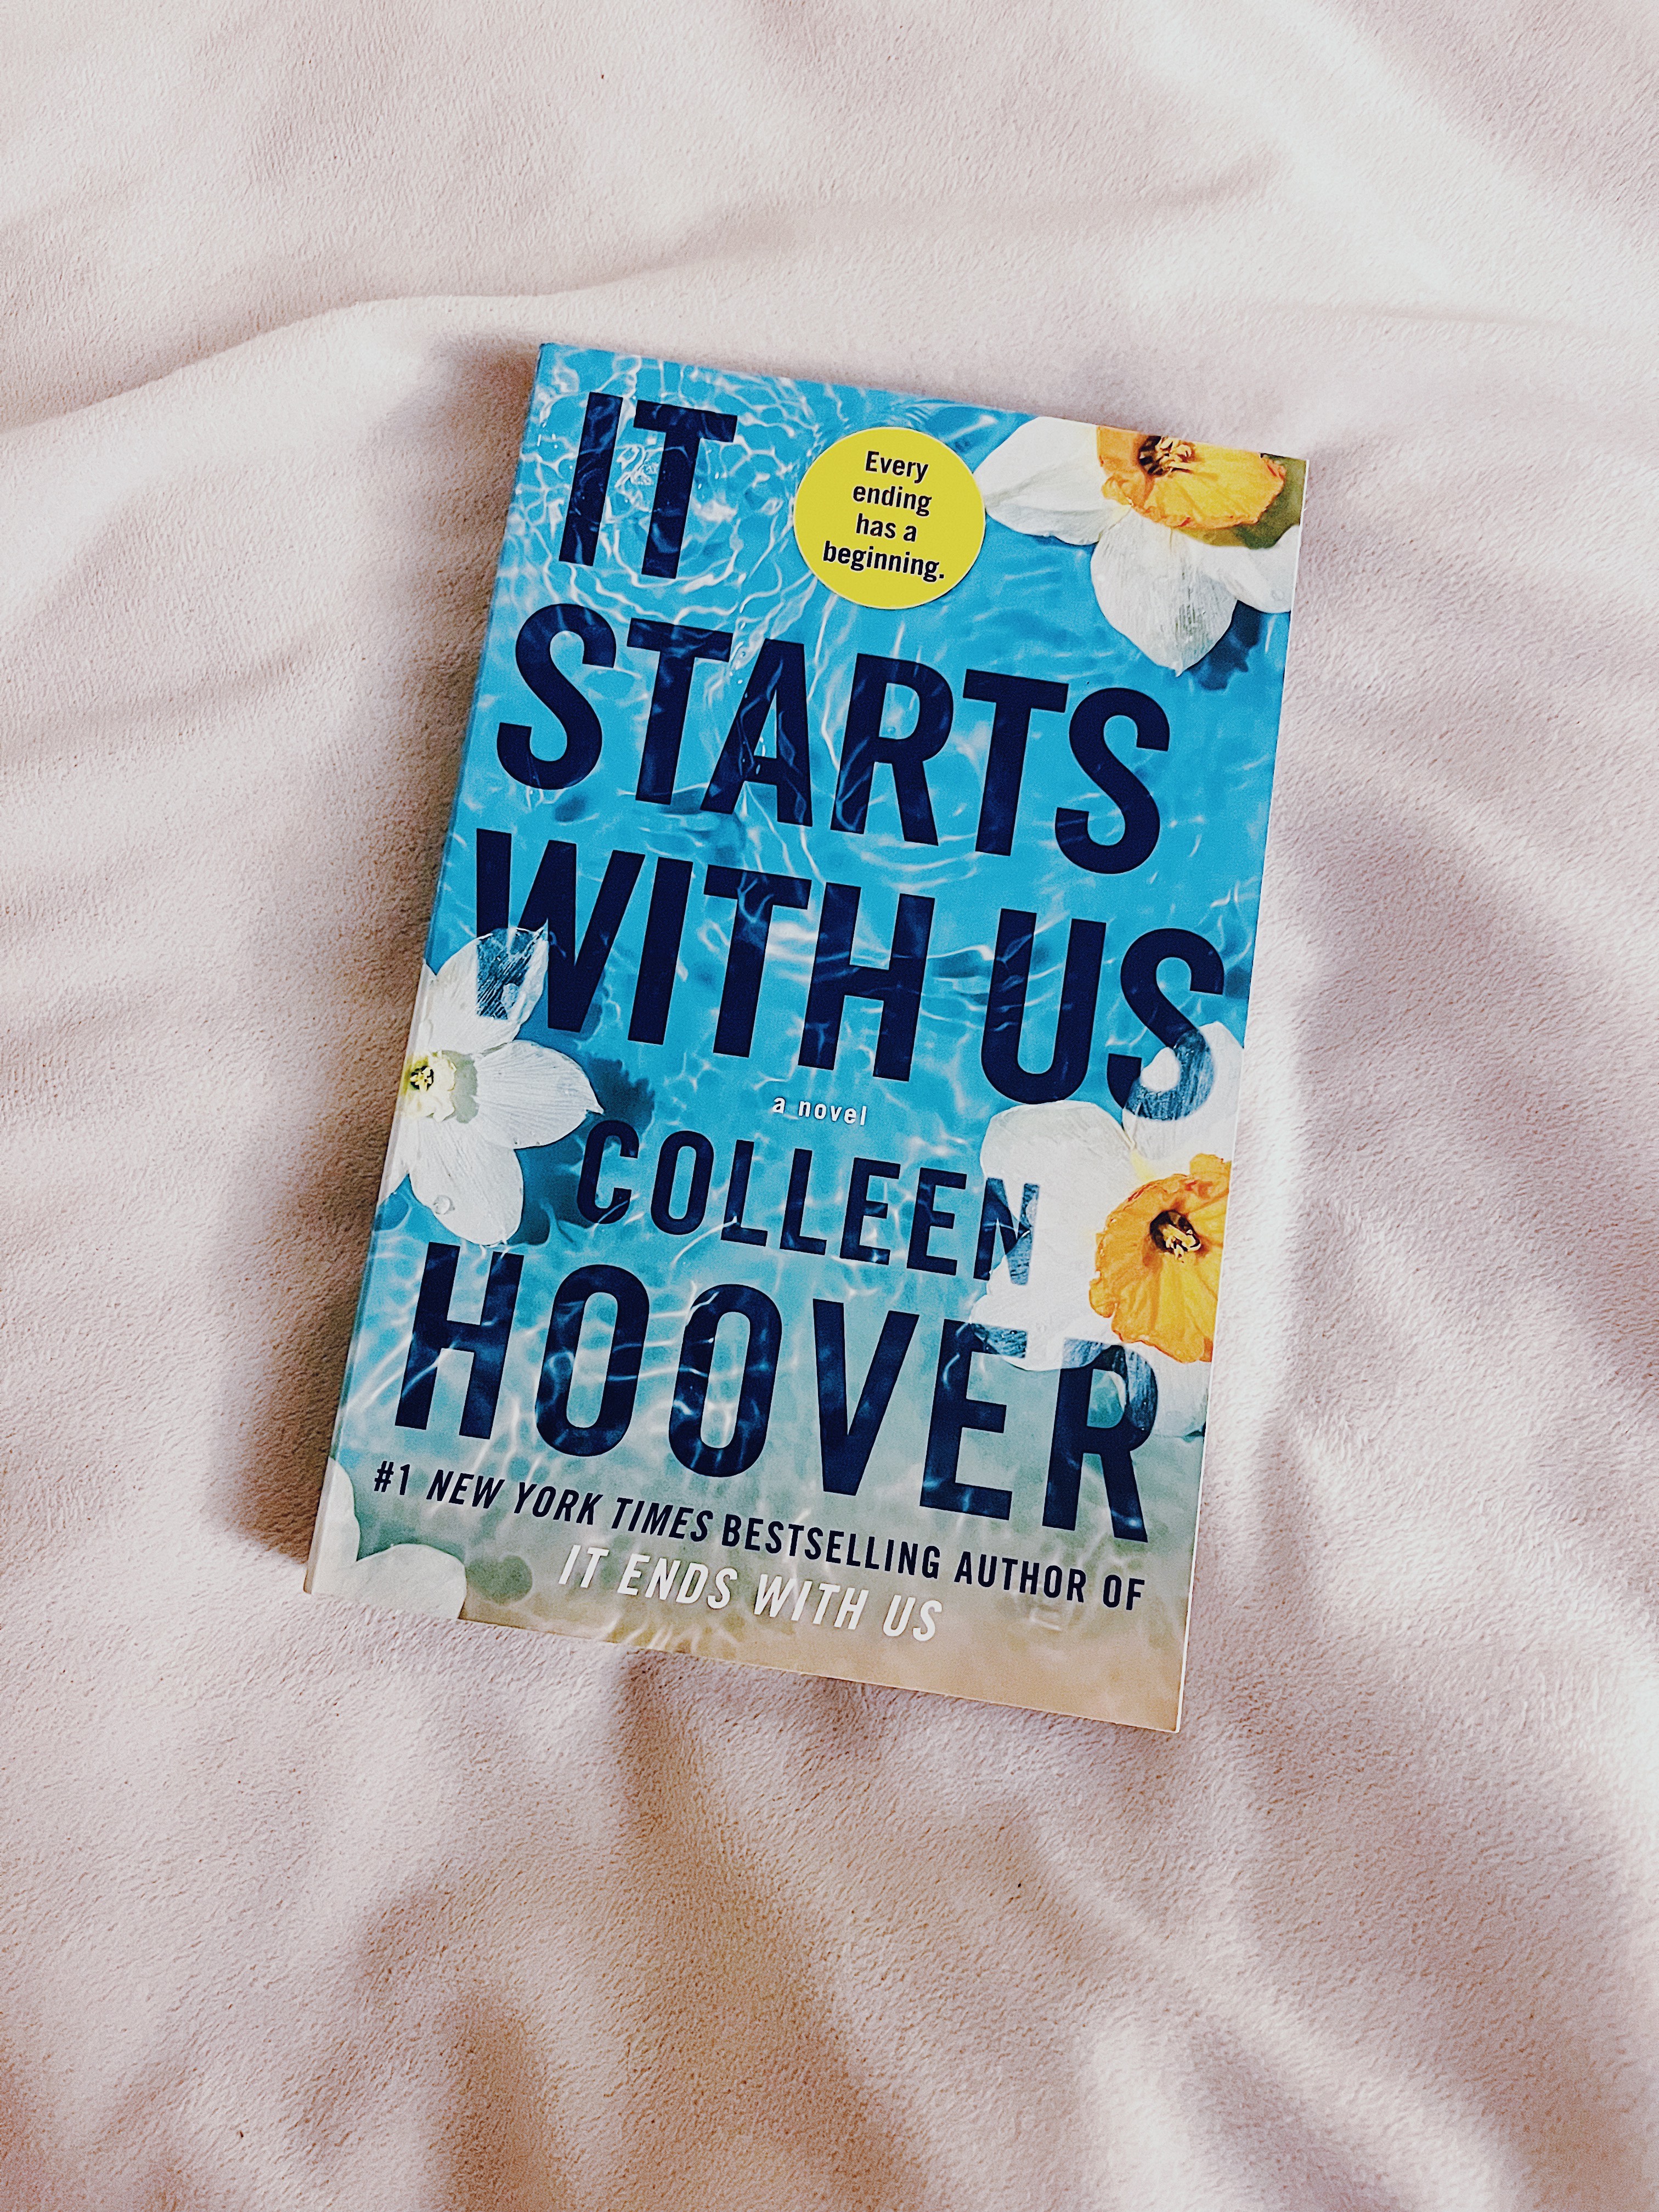 IT
Every
ending
has a
beginning.
STARTS
WITH US
a novel
COLLEEN
HOOVER
#1 NEW YORK TIMES BESTSELLING AUTHOR OF
IT ENDS WITH US